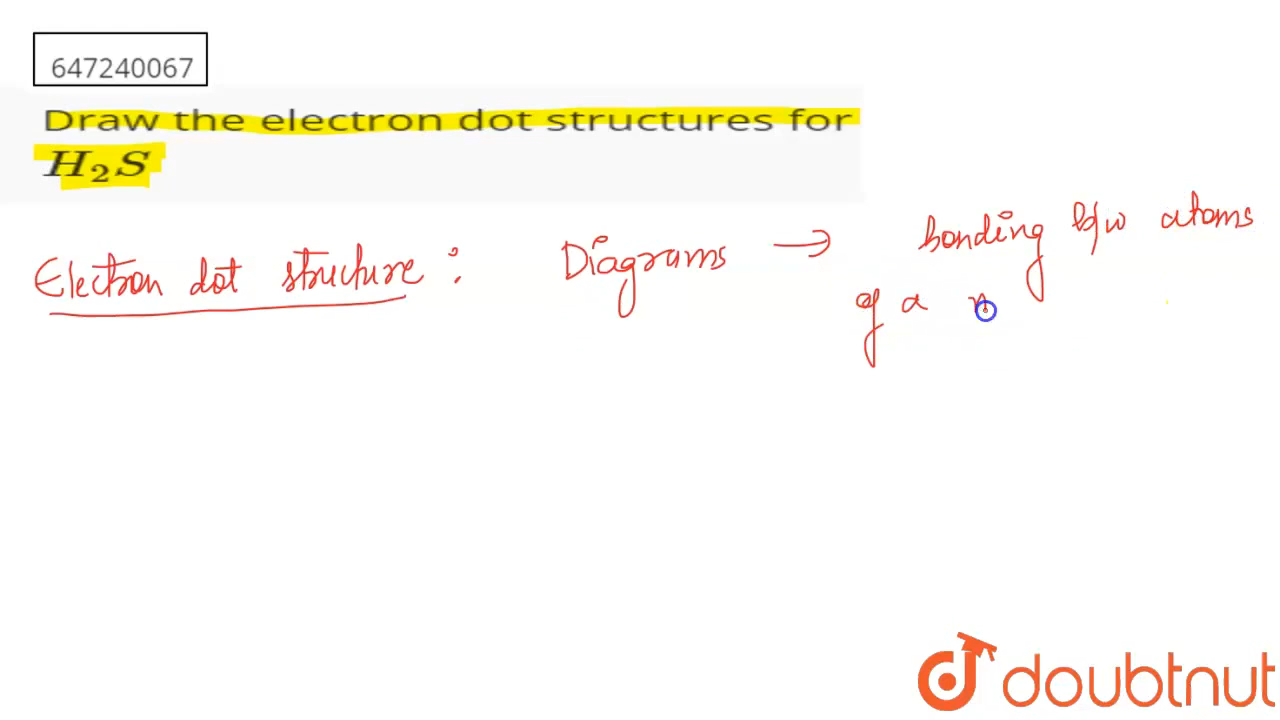 647240067
Draw the electron dot structures for
H₂S
Electron dot structure : Diagrams → bonding b/w atoms
of a n
doubtnut